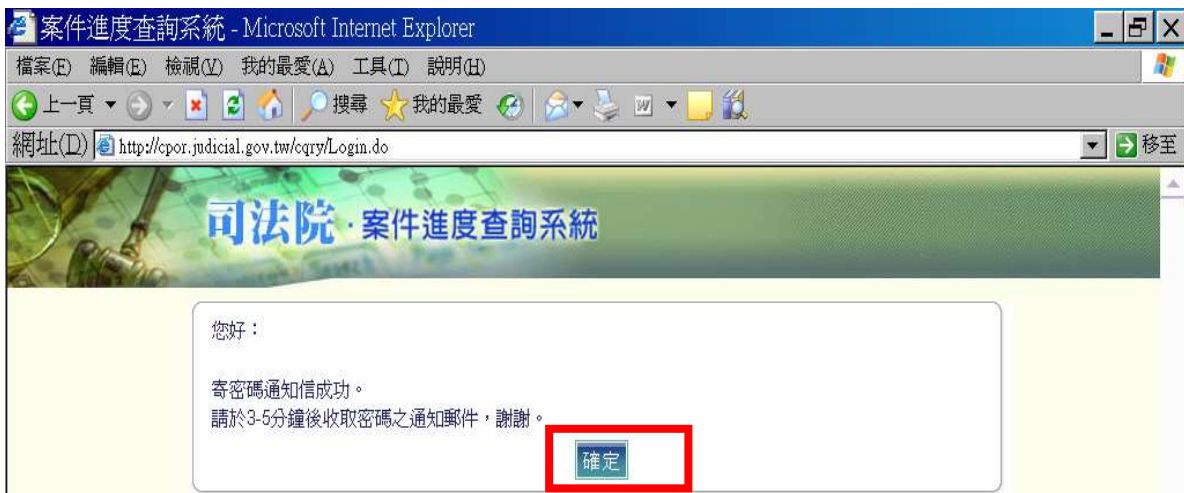 案件進度查詢系統 - Microsoft Internet Explorer
檔案(F) 編輯(E) 檢視(V) 我的最愛(A) 工具(T) 說明(H)
上一頁 搜尋 我的最愛
網址(D) http://cpor.judicial.gov.tw/cqry/Login.do 移至
司法院‧案件進度查詢系統
您好：
寄密碼通知信成功。
請於3-5分鐘後收取密碼之通知郵件，謝謝。
確定